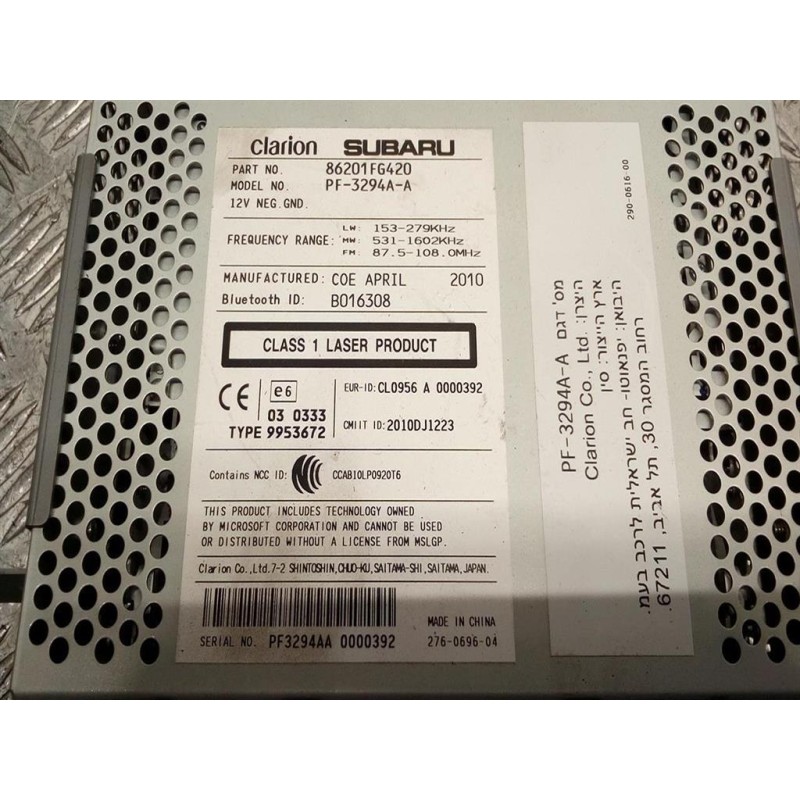 clarion SUBARU
PART NO. 86201FG420
MODEL NO. PF-3294A-A
12V NEG.GND.
FREQUENCY RANGE: LW: 153-279KHz
MW: 531-1602KHz
FM: 87.5-108.0MHz
MANUFACTURED: COE APRIL 2010
Bluetooth ID: B016308
CLASS 1 LASER PRODUCT
CE e6 EUR-ID: CL0956 A 0000392
03 0333
TYPE 9953672 CMIIT ID: 2010DJ1223
Contains NCC ID: CCAB10LP0920T6
THIS PRODUCT INCLUDES TECHNOLOGY OWNED
BY MICROSOFT CORPORATION AND CANNOT BE USED
OR DISTRIBUTED WITHOUT A LICENSE FROM MSLGP.
Clarion Co.,Ltd.7-2 SHINTOSHIN,CHUO-KU,SAITAMA-SHI,SAITAMA,JAPAN.
SERIAL NO. PF3294AA 0000392
MADE IN CHINA
276-0696-04
290-0616-00
מס' דגם PF-3294A-A
היצרן: Clarion Co., Ltd.
ארץ הייצור: סין
היבואן: יפנאוטו- חב ישראלית לרכב בעמ.
רחוב המסגר 30, תל אביב, 67211.